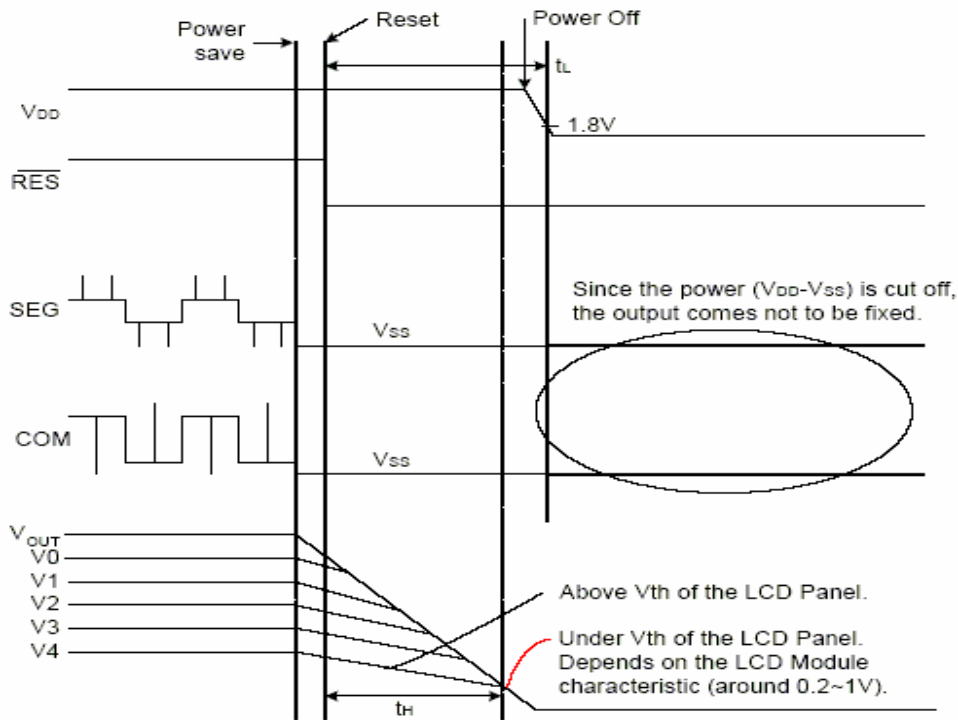 Power save
Reset
Power Off
tL
VDD
1.8V
RES
SEG
Since the power (VDD-VSS) is cut off,
the output comes not to be fixed.
VSS
COM
VSS
VOUT
V0
V1
V2
V3
V4
Above Vth of the LCD Panel.
Under Vth of the LCD Panel.
Depends on the LCD Module
characteristic (around 0.2~1V).
tH